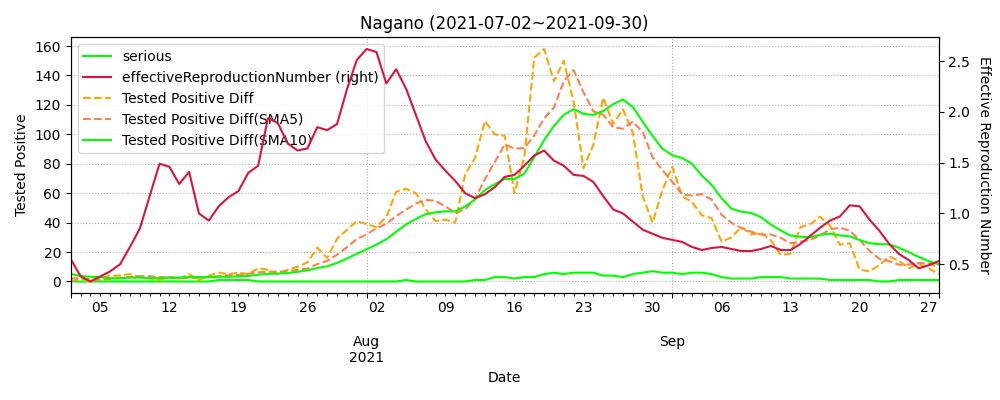 Nagano (2021-07-02~2021-09-30)
serious
effectiveReproductionNumber (right)
Tested Positive Diff
Tested Positive Diff(SMA5)
Tested Positive Diff(SMA10)
Tested Positive
160
140
120
100
80
60
40
20
0
Effective Reproduction Number
2.5
2.0
1.5
1.0
0.5
05 12 19 26 02 09 16 23 30 06 13 20 27
Aug Sep
2021
Date